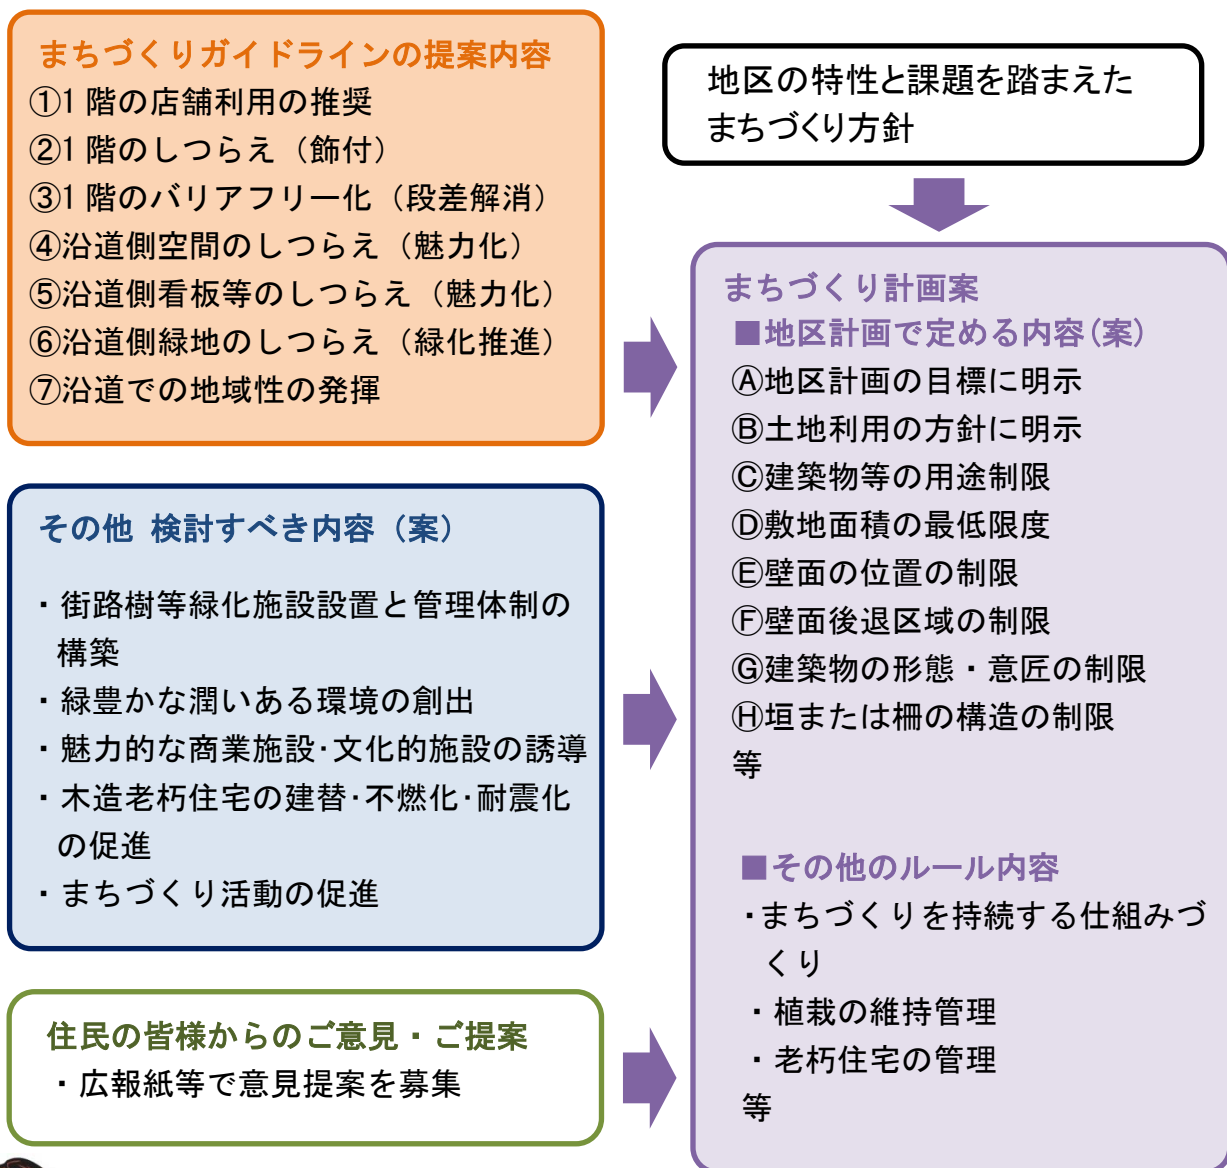 まちづくりガイドラインの提案内容
①1階の店舗利用の推奨
②1階のしつらえ（飾付）
③1階のバリアフリー化（段差解消）
④沿道側空間のしつらえ（魅力化）
⑤沿道側看板等のしつらえ（魅力化）
⑥沿道側緑地のしつらえ（緑化推進）
⑦沿道での地域性の発揮
その他 検討すべき内容（案）
・街路樹等緑化施設設置と管理体制の
構築
・緑豊かな潤いある環境の創出
・魅力的な商業施設･文化的施設の誘導
・木造老朽住宅の建替･不燃化･耐震化
の促進
・まちづくり活動の促進
住民の皆様からのご意見・ご提案
・広報紙等で意見提案を募集
地区の特性と課題を踏まえた
まちづくり方針
まちづくり計画案
■地区計画で定める内容(案)
Ⓐ地区計画の目標に明示
Ⓑ土地利用の方針に明示
Ⓒ建築物等の用途制限
Ⓓ敷地面積の最低限度
Ⓔ壁面の位置の制限
Ⓕ壁面後退区域の制限
Ⓖ建築物の形態・意匠の制限
Ⓗ垣または柵の構造の制限
等
■その他のルール内容
・まちづくりを持続する仕組みづ
くり
・植栽の維持管理
・老朽住宅の管理
等